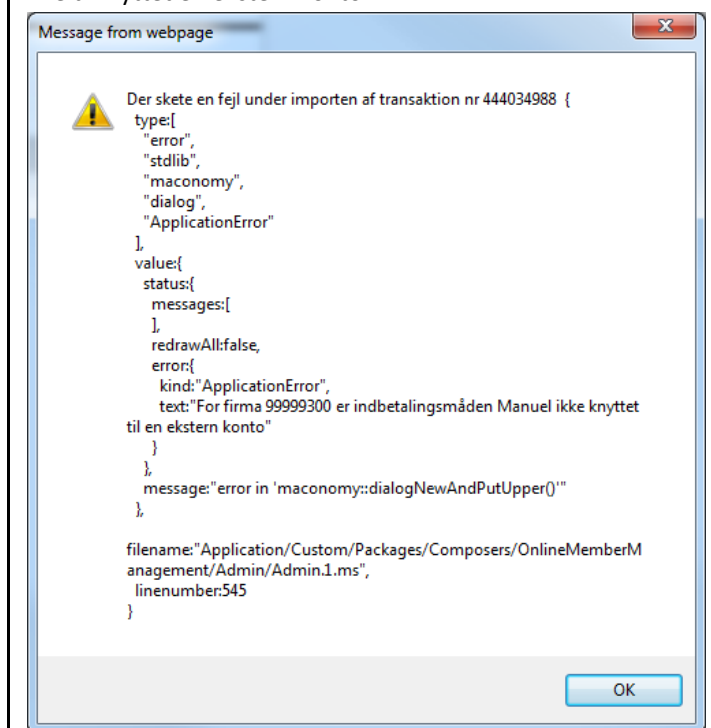 Message from webpage
Der skete en fejl under importen af transaktion nr 444034988 {
type:[
"error",
"stdlib",
"maconomy",
"dialog",
"ApplicationError"
],
value:{
status:{
messages:[
],
redrawAll:false,
error:{
kind:"ApplicationError",
text:"For firma 99999300 er indbetalingsmåden Manuel ikke knyttet
til en ekstern konto"
}
},
message:"error in 'maconomy::dialogNewAndPutUpper()'"
},
filename:"Application/Custom/Packages/Composers/OnlineMemberM
anagement/Admin/Admin.1.ms",
linenumber:545
}
OK